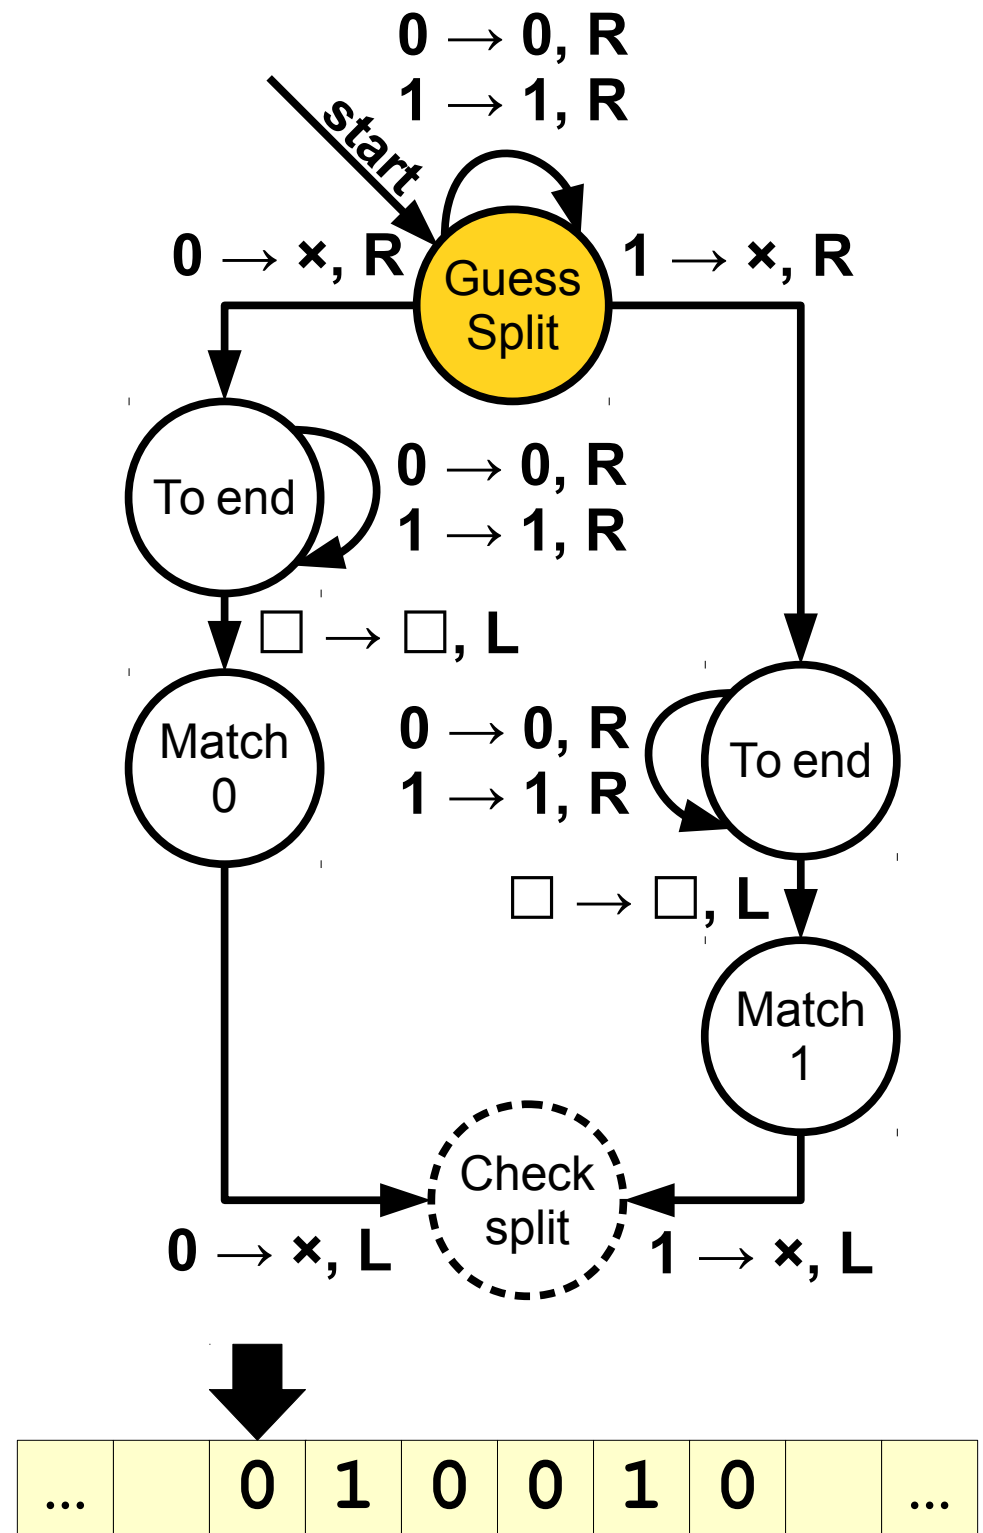 0 → 0, R
1 → 1, R
start
0 → ×, R
1 → ×, R
Guess
Split
To end
0 → 0, R
1 → 1, R
□ → □, L
Match
0
0 → 0, R
1 → 1, R
To end
□ → □, L
Match
1
Check
split
0 → ×, L
1 → ×, L
... 0 1 0 0 1 0 ...